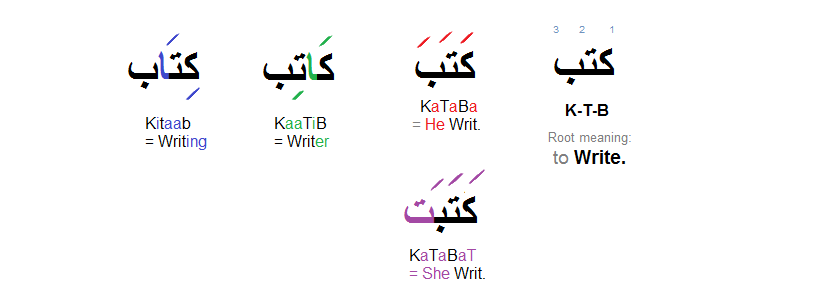 كِتَاب
Kitaab
= Writing
كَاتِب
KaaTiB
= Writer
كَتَبَ
KaTaBa
= He Writ.
كَتَبَت
KaTaBaT
= She Writ.
3 2 1
كتب
K-T-B
Root meaning:
to Write.